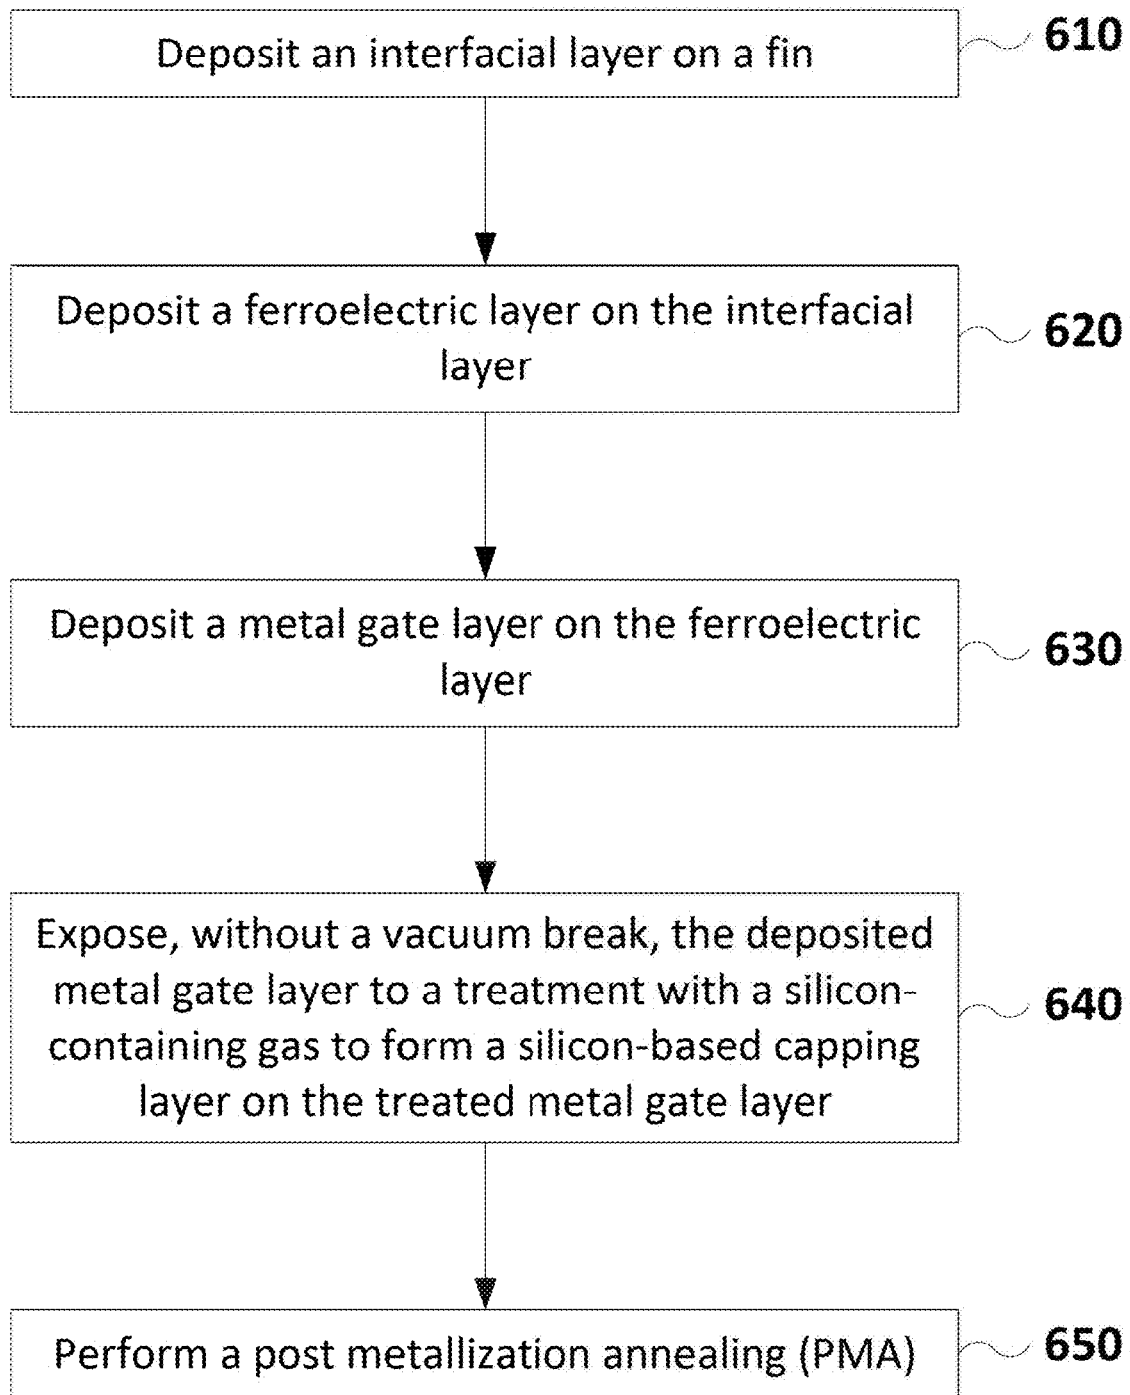 Deposit an interfacial layer on a fin
610
Deposit a ferroelectric layer on the interfacial
layer
620
Deposit a metal gate layer on the ferroelectric
layer
630
Expose, without a vacuum break, the deposited
metal gate layer to a treatment with a silicon-
containing gas to form a silicon-based capping
layer on the treated metal gate layer
640
Perform a post metallization annealing (PMA)
650